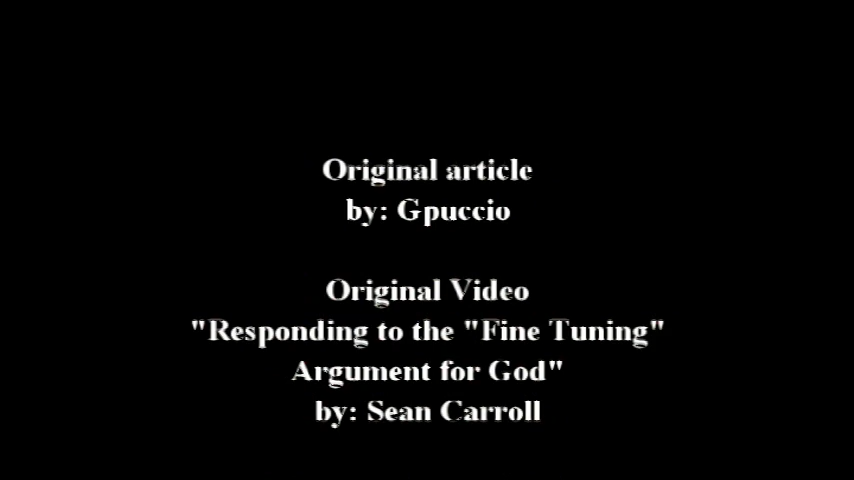 Original article
by: Gpuccio
Original Video
"Responding to the "Fine Tuning"
Argument for God"
by: Sean Carroll